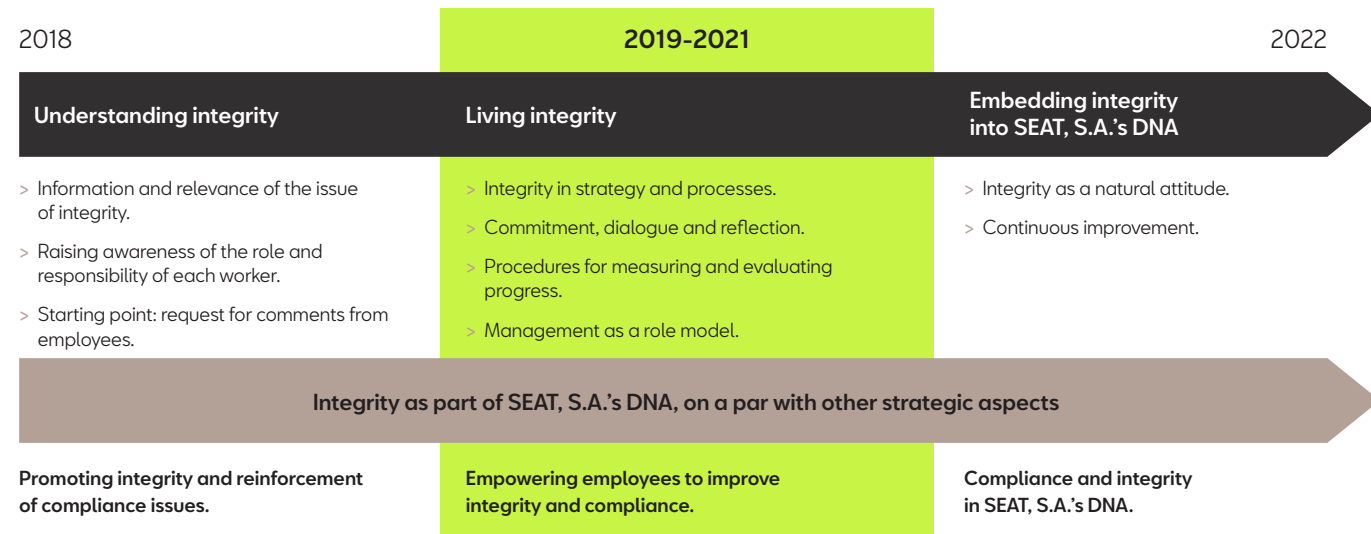 2018
2019-2021
2022
Understanding integrity
Living integrity
Embedding integrity
into SEAT, S.A.’s DNA
> Information and relevance of the issue
of integrity.
> Raising awareness of the role and
responsibility of each worker.
> Starting point: request for comments from
employees.
> Integrity in strategy and processes.
> Commitment, dialogue and reflection.
> Procedures for measuring and evaluating
progress.
> Management as a role model.
> Integrity as a natural attitude.
> Continuous improvement.
Integrity as part of SEAT, S.A.’s DNA, on a par with other strategic aspects
Promoting integrity and reinforcement
of compliance issues.
Empowering employees to improve
integrity and compliance.
Compliance and integrity
in SEAT, S.A.’s DNA.